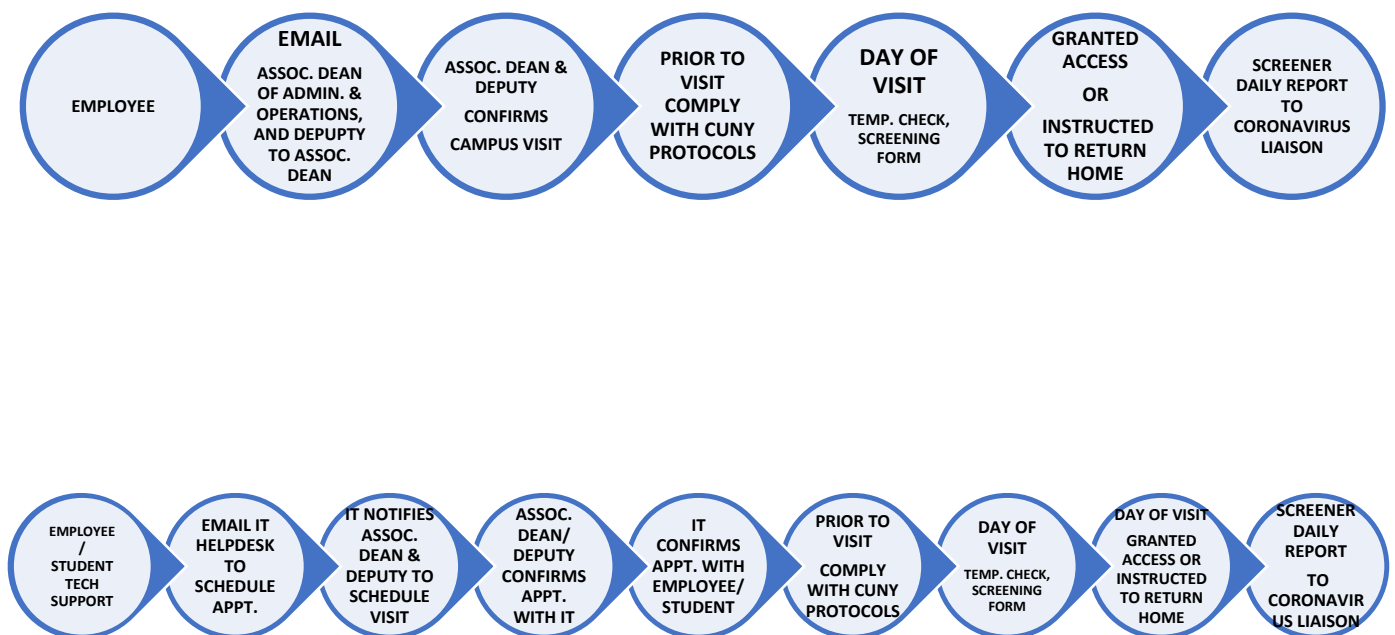 EMPLOYEE
EMAIL
ASSOC. DEAN
OF ADMIN. &
OPERATIONS,
AND DEPUPTY
TO ASSOC.
DEAN
ASSOC. DEAN &
DEPUTY
CONFIRMS
CAMPUS VISIT
PRIOR TO
VISIT
COMPLY
WITH CUNY
PROTOCOLS
DAY OF
VISIT
TEMP. CHECK,
SCREENING
FORM
GRANTED
ACCESS
OR
INSTRUCTED
TO RETURN
HOME
SCREENER
DAILY REPORT
TO
CORONAVIRUS
LIAISON
EMPLOYEE
/
STUDENT
TECH
SUPPORT
EMAIL IT
HELPDESK
TO
SCHEDULE
APPT.
IT NOTIFIES
ASSOC.
DEAN &
DEPUTY TO
SCHEDULE
VISIT
ASSOC.
DEAN/
DEPUTY
CONFIRMS
APPT.
WITH IT
IT
CONFIRMS
APPT. WITH
EMPLOYEE/
STUDENT
PRIOR TO
VISIT
COMPLY
WITH CUNY
PROTOCOLS
DAY OF
VISIT
TEMP. CHECK,
SCREENING
FORM
DAY OF VISIT
GRANTED
ACCESS OR
INSTRUCTED
TO RETURN
HOME
SCREENER
DAILY
REPORT
TO
CORONAVIR
US LIAISON